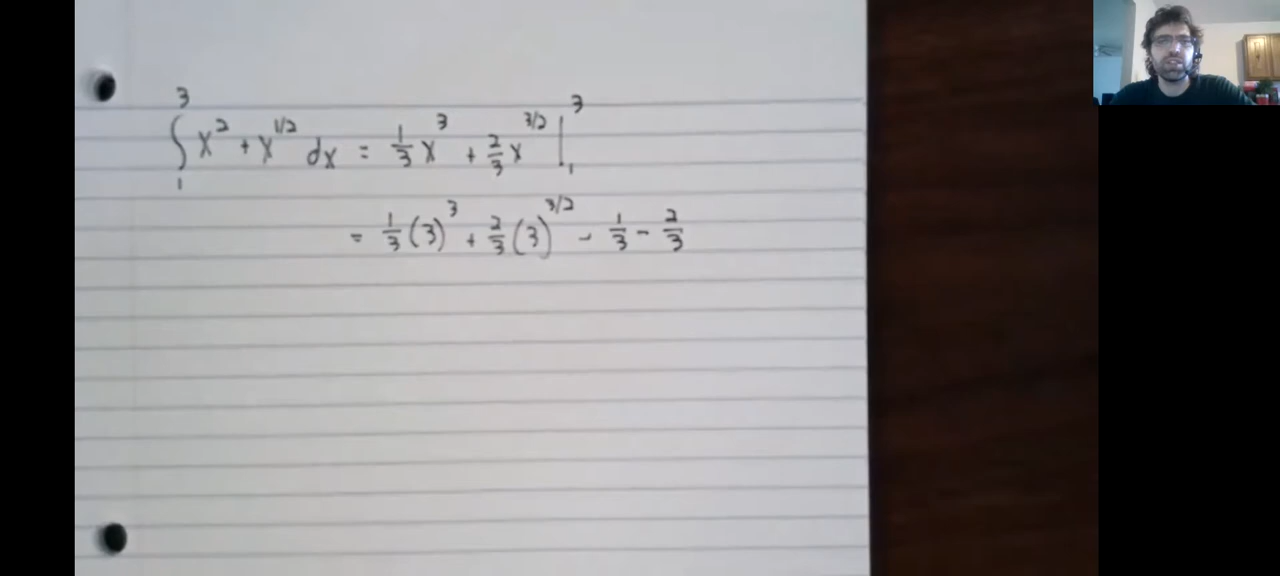 ∫₁³ x² + x^{1/2} dx = 1/3 x³ + 2/3 x^{3/2} |₁³
= 1/3 (3)³ + 2/3 (3)^{3/2} - 1/3 - 2/3